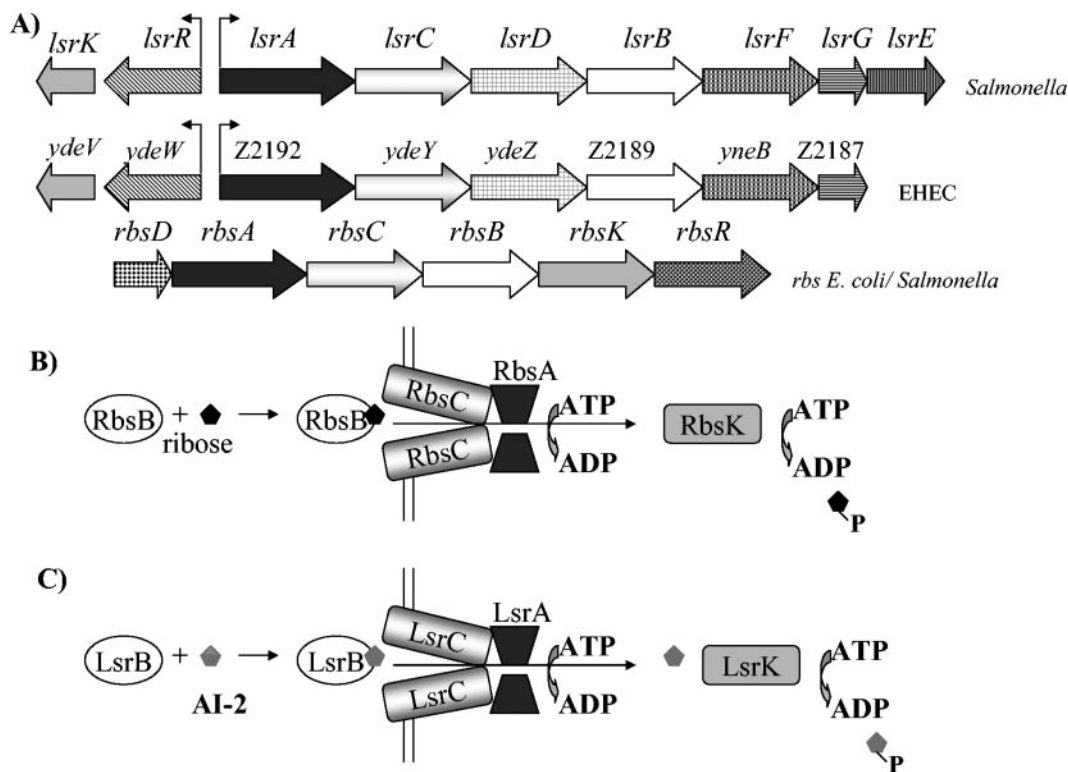 A)
lsrK lsrR lsrA lsrC lsrD lsrB lsrF lsrG lsrE
Salmonella
ydeV ydeW Z2192 ydeY ydeZ Z2189 yneB Z2187
EHEC
rbsD rbsA rbsC rbsB rbsK rbsR
rbs E. coli/ Salmonella
B)
RbsB + ribose
RbsB
RbsC
RbsC
RbsA
ATP
ADP
RbsK
ATP
ADP
P
C)
LsrB + AI-2
LsrB
LsrC
LsrC
LsrA
ATP
ADP
LsrK
ATP
ADP
P